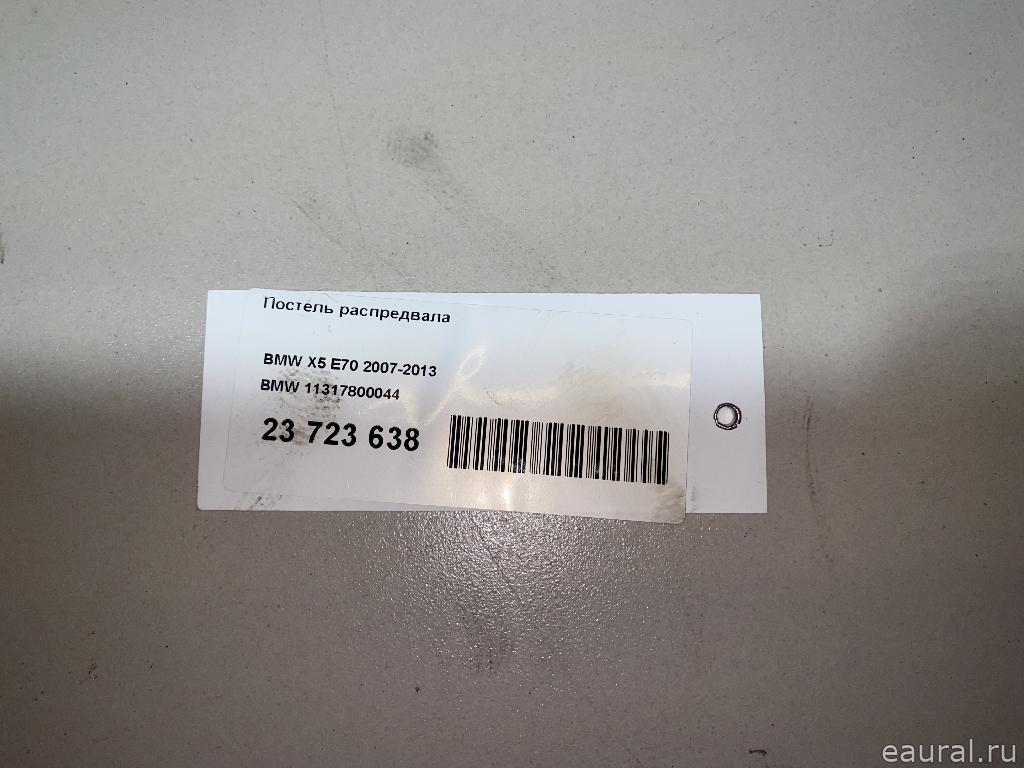 Постель распредвала
BMW X5 E70 2007-2013
BMW 11317800044
23 723 638
eaural.ru